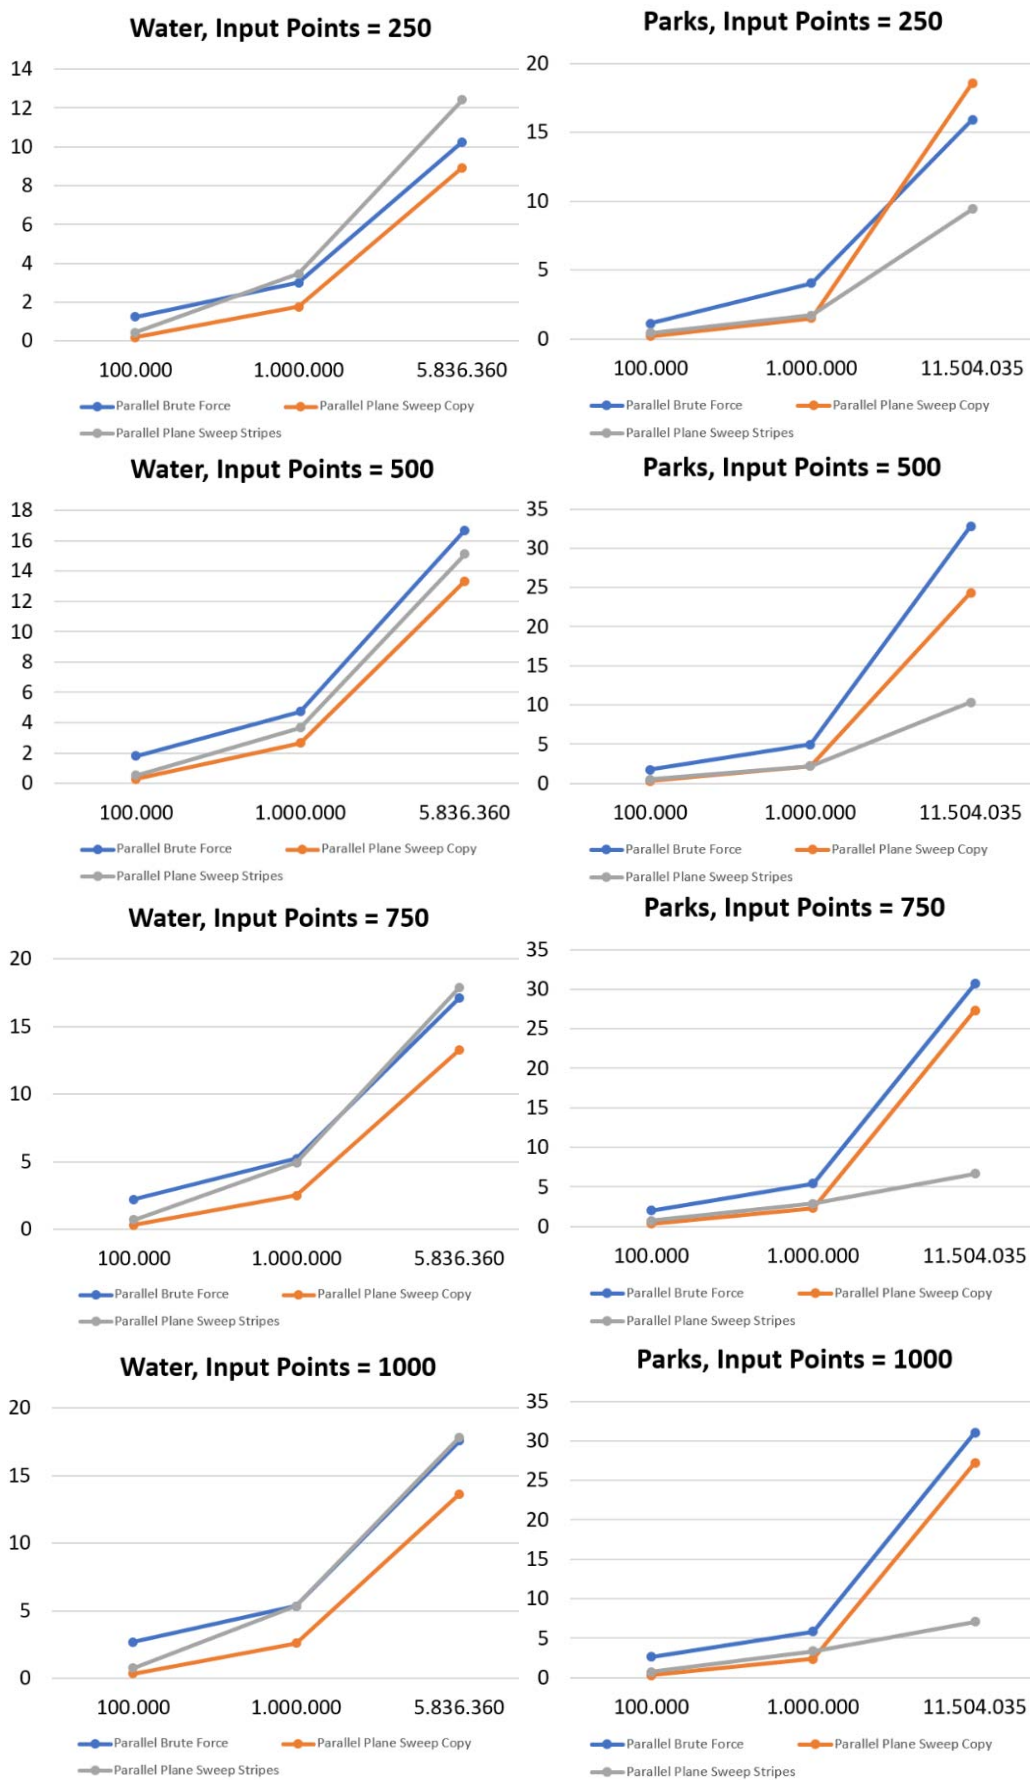 Water, Input Points = 250
14
12
10
8
6
4
2
0
100.000 1.000.000 5.836.360
Parallel Brute Force Parallel Plane Sweep Copy
Parallel Plane Sweep Stripes
Parks, Input Points = 250
20
15
10
5
0
100.000 1.000.000 11.504.035
Parallel Brute Force Parallel Plane Sweep Copy
Parallel Plane Sweep Stripes
Water, Input Points = 500
18
16
14
12
10
8
6
4
2
0
100.000 1.000.000 5.836.360
Parallel Brute Force Parallel Plane Sweep Copy
Parallel Plane Sweep Stripes
Parks, Input Points = 500
35
30
25
20
15
10
5
0
100.000 1.000.000 11.504.035
Parallel Brute Force Parallel Plane Sweep Copy
Parallel Plane Sweep Stripes
Water, Input Points = 750
20
15
10
5
0
100.000 1.000.000 5.836.360
Parallel Brute Force Parallel Plane Sweep Copy
Parallel Plane Sweep Stripes
Parks, Input Points = 750
35
30
25
20
15
10
5
0
100.000 1.000.000 11.504.035
Parallel Brute Force Parallel Plane Sweep Copy
Parallel Plane Sweep Stripes
Water, Input Points = 1000
20
15
10
5
0
100.000 1.000.000 5.836.360
Parallel Brute Force Parallel Plane Sweep Copy
Parallel Plane Sweep Stripes
Parks, Input Points = 1000
35
30
25
20
15
10
5
0
100.000 1.000.000 11.504.035
Parallel Brute Force Parallel Plane Sweep Copy
Parallel Plane Sweep Stripes